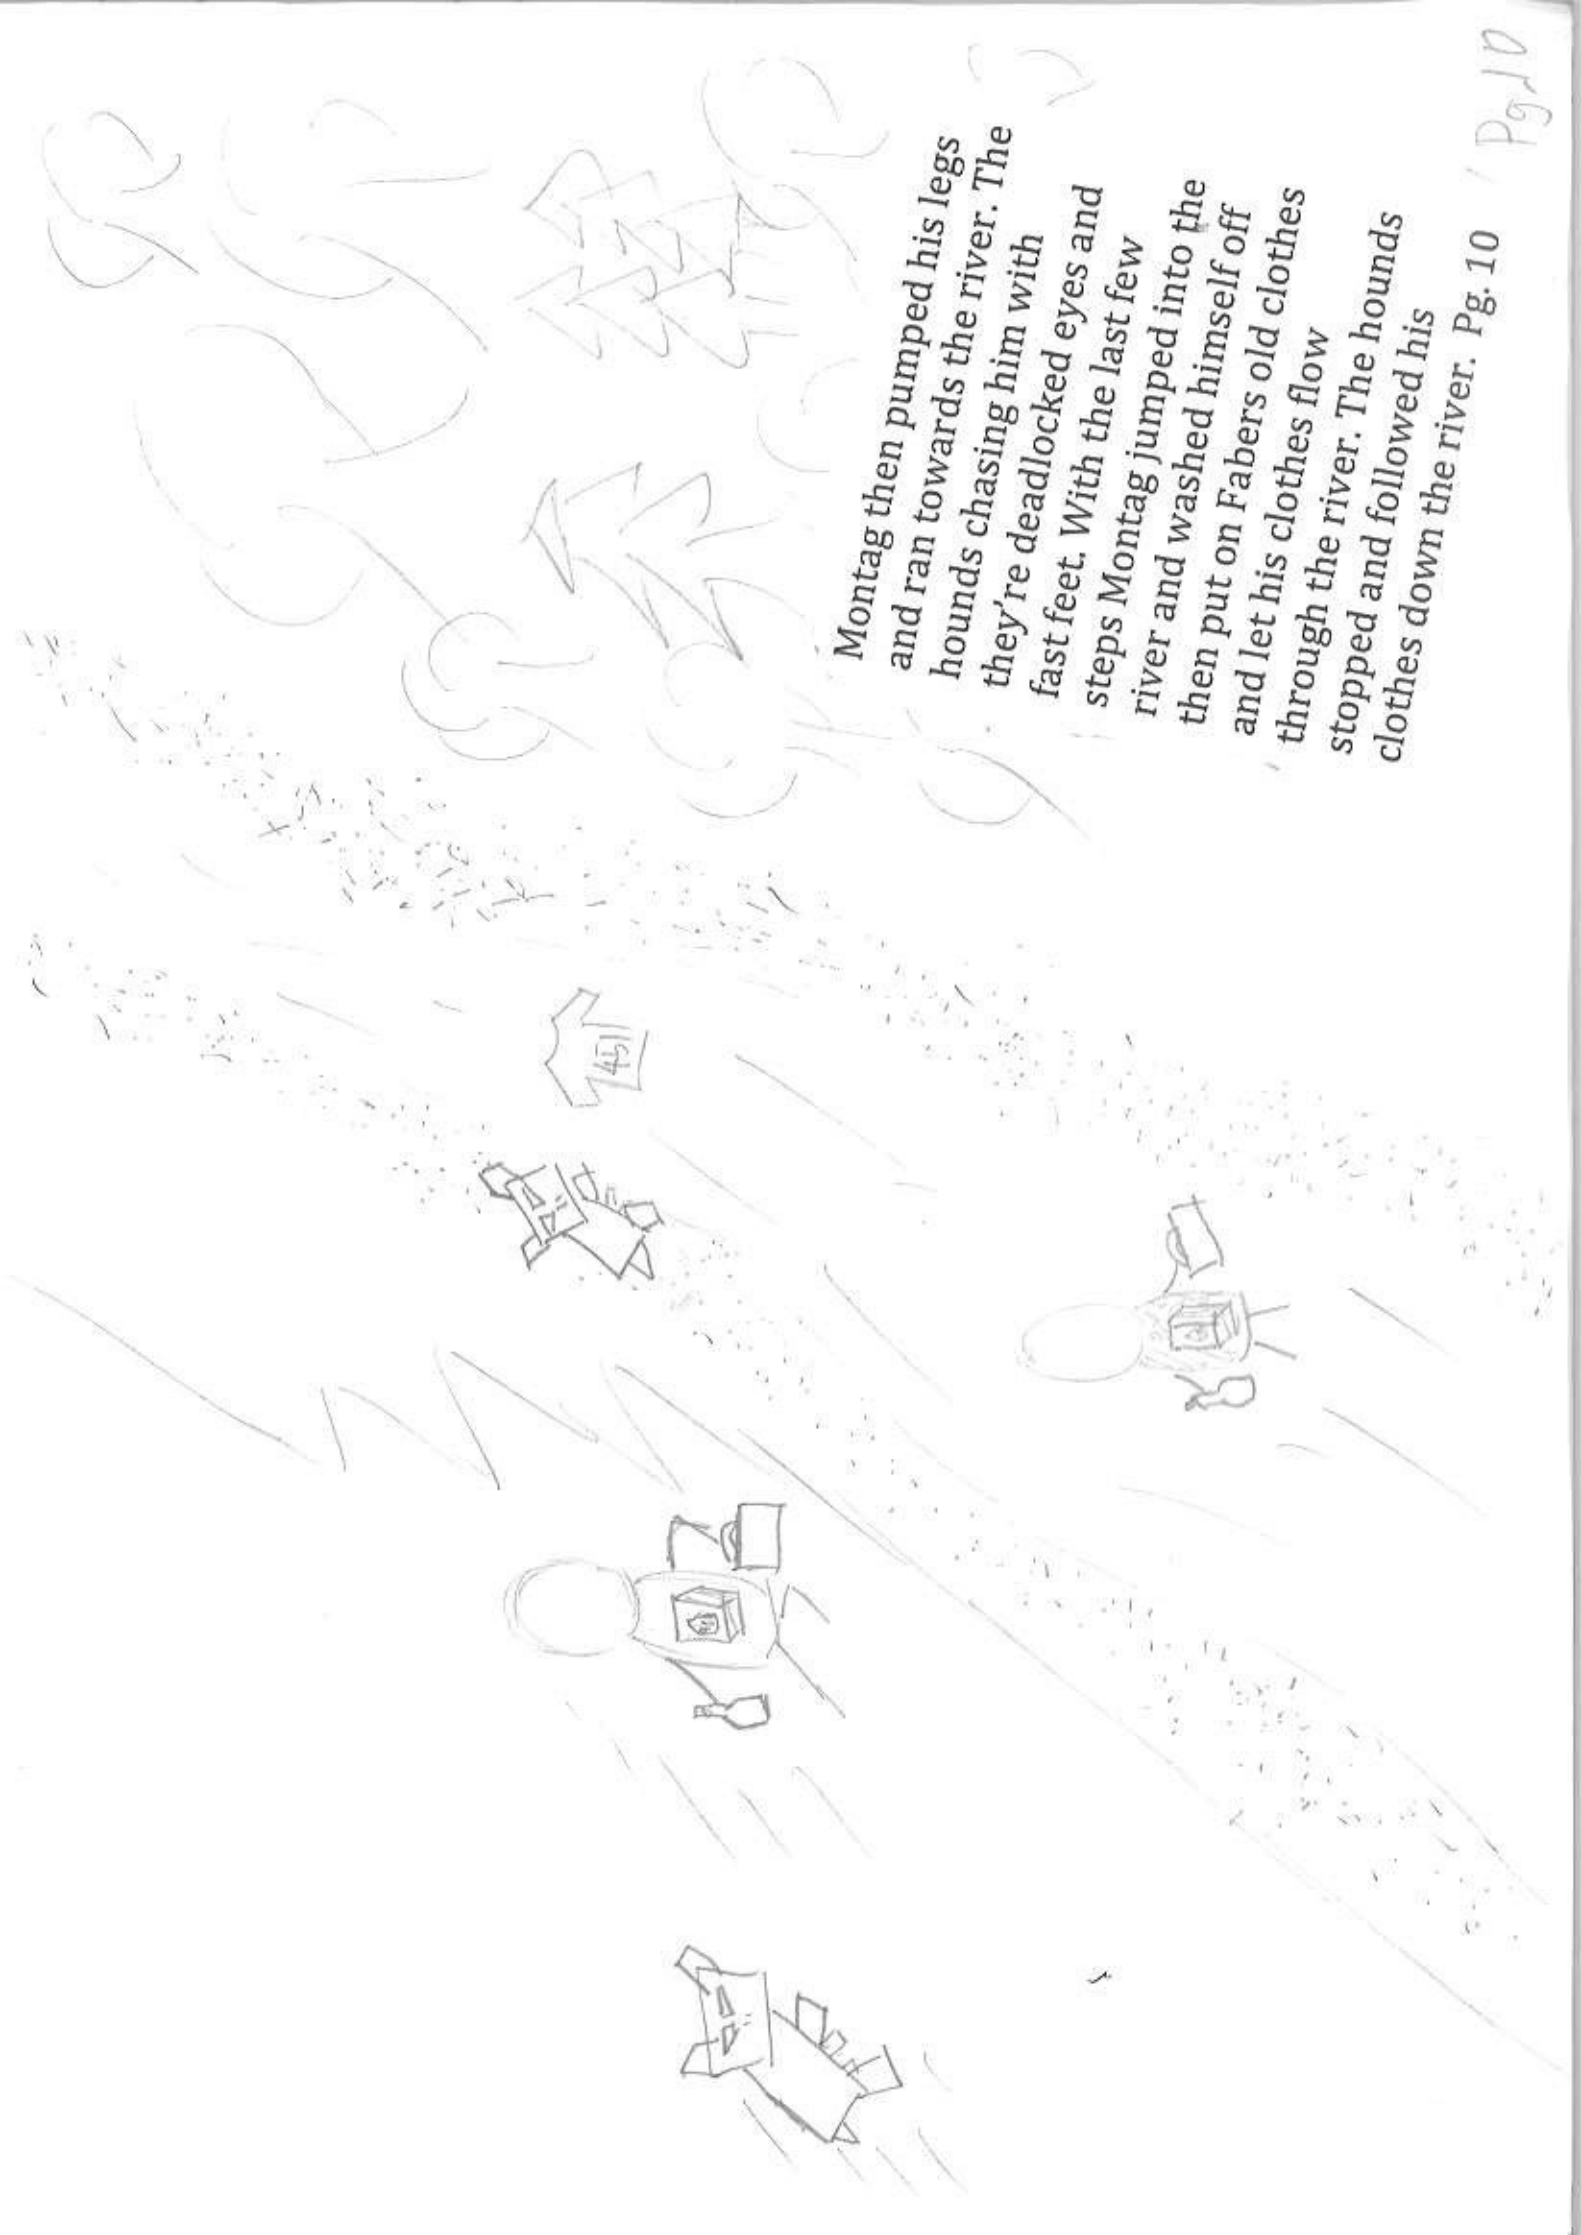 Montag then pumped his legs
and ran towards the river. The
hounds chasing him with
they're deadlocked eyes and
fast feet. With the last few
steps Montag jumped into the
river and washed himself off
then put on Fabers old clothes
and let his clothes flow
through the river. The hounds
stopped and followed his
clothes down the river. Pg. 10
Pg 10
451